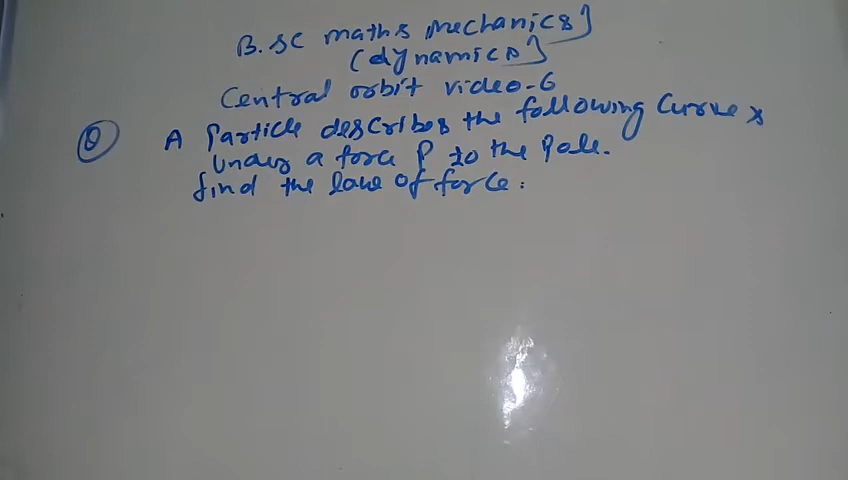 B.SC maths Mechanics]
(dynamics]
Central orbit video-6
Q A Particle describes the following Curves
Under a force P to the Pole.
find the law of force: